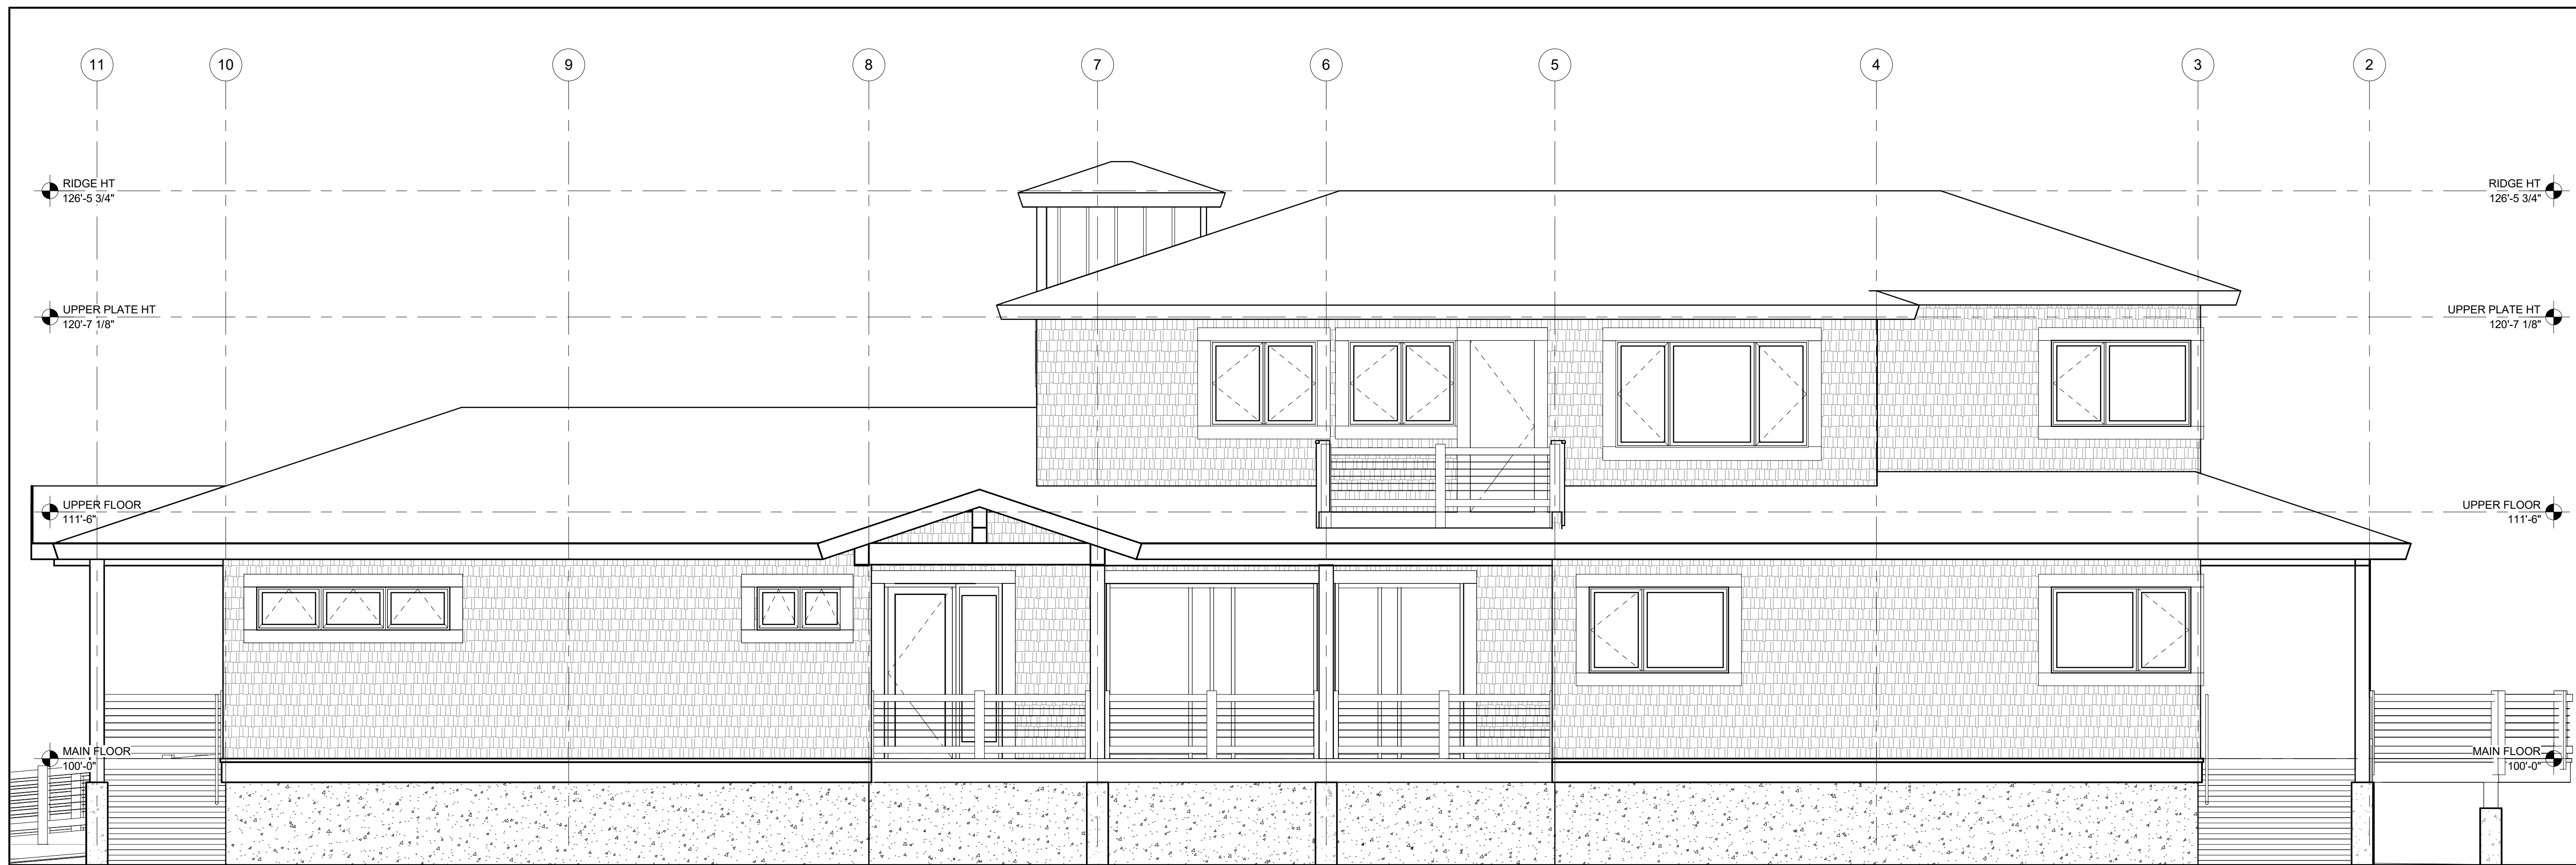 11 10 9 8 7 6 5 4 3 2
RIDGE HT
126'-5 3/4"
RIDGE HT
126'-5 3/4"
UPPER PLATE HT
120'-7 1/8"
UPPER PLATE HT
120'-7 1/8"
UPPER FLOOR
111'-6"
UPPER FLOOR
111'-6"
MAIN FLOOR
100'-0"
MAIN FLOOR
100'-0"